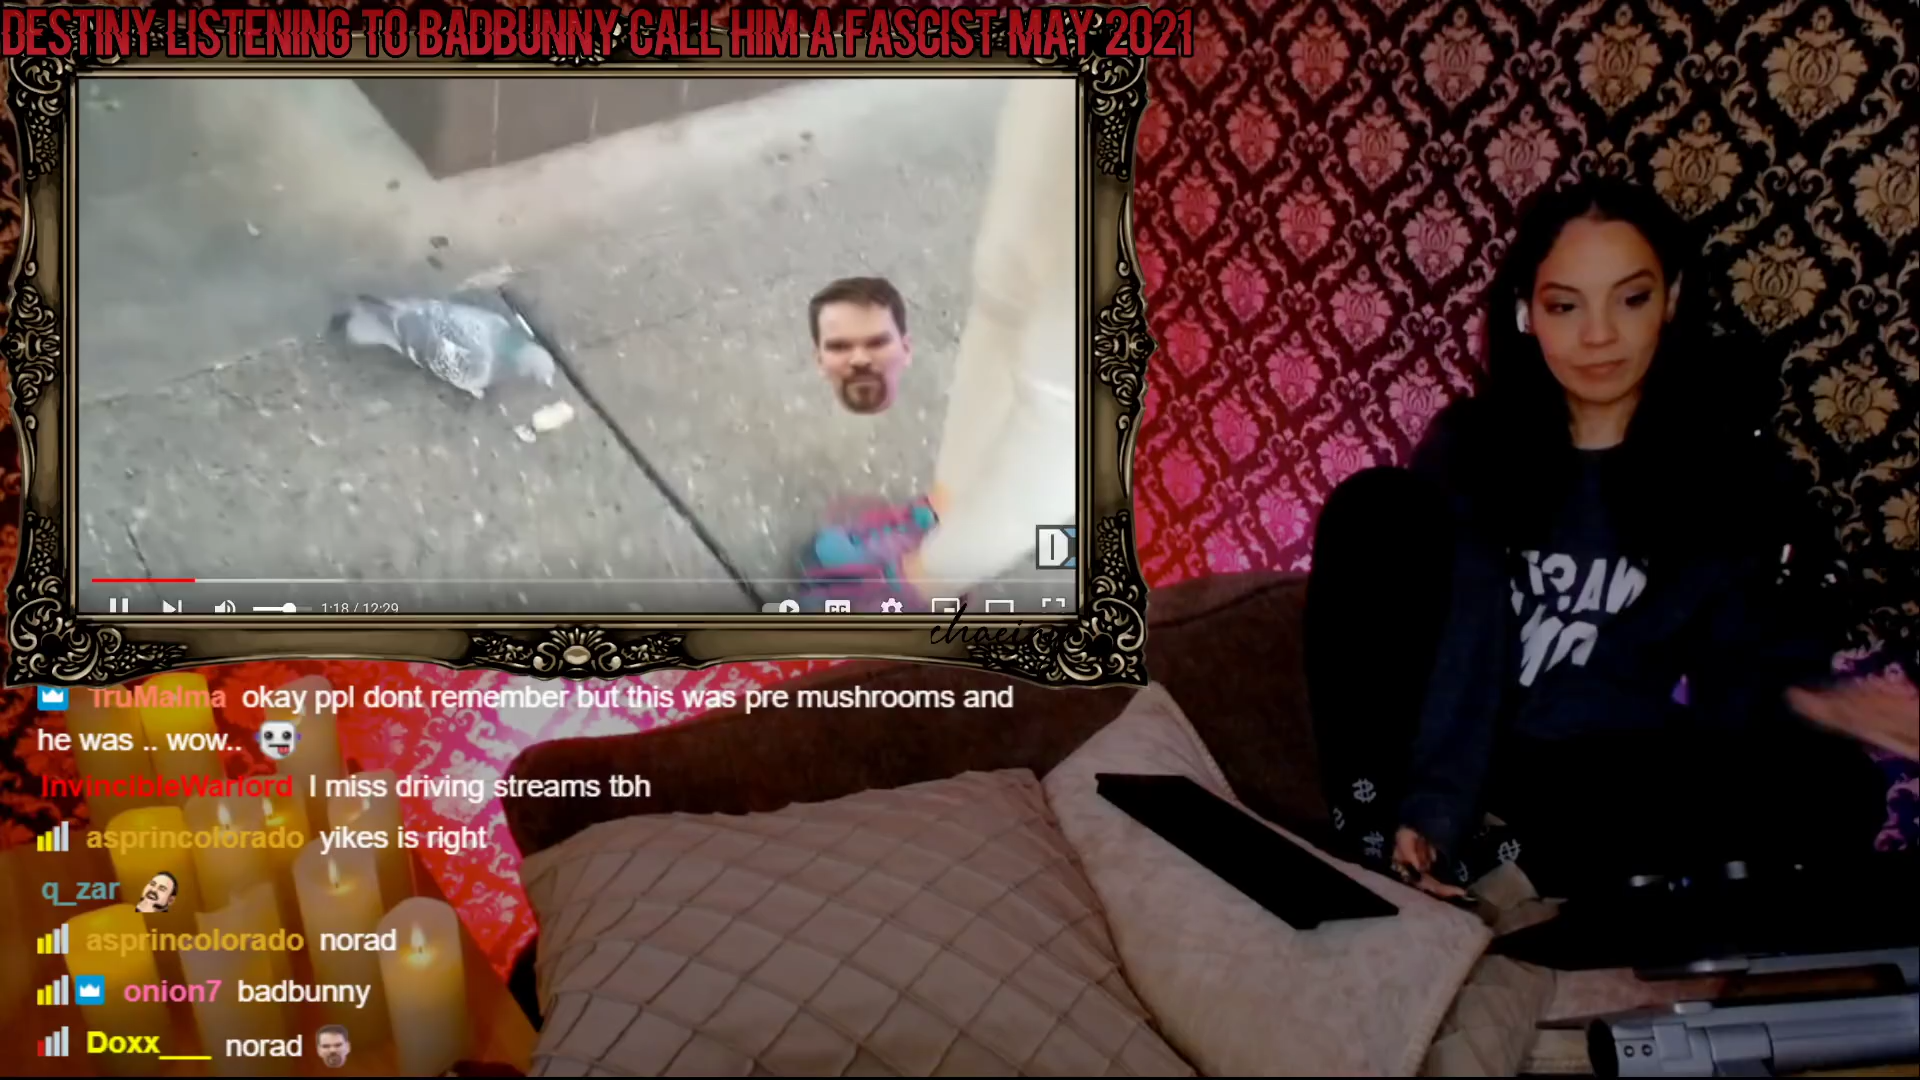 DESTINY LISTENING TO BADBUNNY CALL HIM A FASCIST MAY 2021
1:18 / 12:29
CC
TruMalma okay ppl dont remember but this was pre mushrooms and
he was .. wow..
InvincibleWarlord I miss driving streams tbh
asprincolorado yikes is right
q_zar
asprincolorado norad
onion7 badbunny
Doxx___ norad